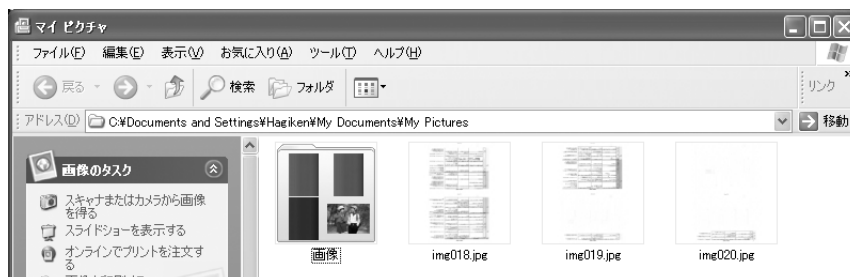 マイ ピクチャ
ファイル(F) 編集(E) 表示(V) お気に入り(A) ツール(T) ヘルプ(H)
戻る 検索 フォルダ リンク »
アドレス(D) C:¥Documents and Settings¥Hagiken¥My Documents¥My Pictures 移動
画像のタスク
スキャナまたはカメラから画像
を得る
スライドショーを表示する
オンラインでプリントを注文す
る
画像 img018.jpg img019.jpg img020.jpg